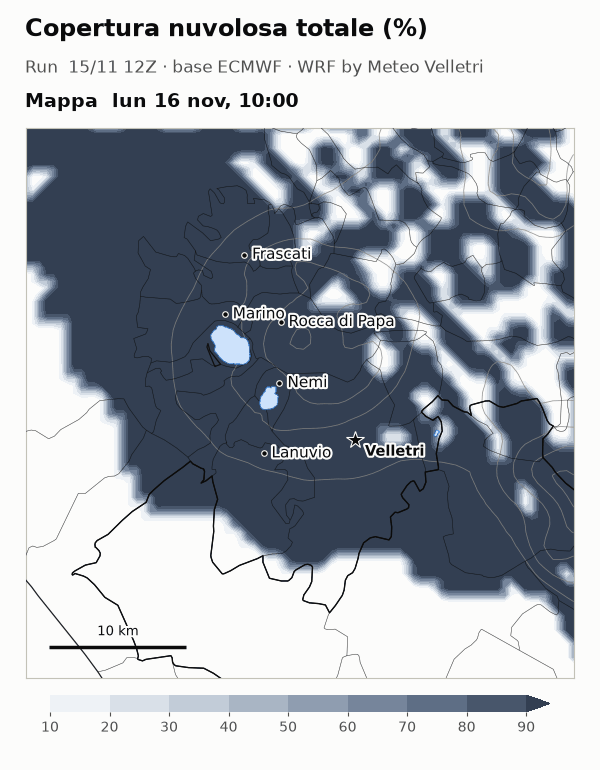 Copertura nuvolosa totale (%)
Run  15/11 12Z · base ECMWF · WRF by Meteo Velletri
Mappa  lun 16 nov, 10:00
Frascati
Marino
Rocca di Papa
Nemi
Velletri
Lanuvio
10 km
10 20 30 40 50 60 70 80 90